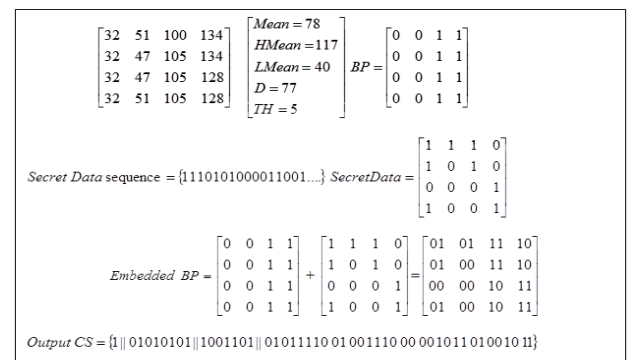 32 51 100 134 Mean = 78 0 0 1 1
32 47 105 134 HMean =117 0 0 1 1
32 47 105 128 LMean = 40 BP = 0 0 1 1
32 51 105 128 D = 77 0 0 1 1
TH = 5
1 1 1 0
Secret Data sequence = {1110101000011001....} SecretData = 1 0 1 0
0 0 0 1
1 0 0 1
0 0 1 1 1 1 1 0 01 01 11 10
Embedded BP = 0 0 1 1 + 1 0 1 0 = 01 00 11 10
0 0 1 1 0 0 0 1 00 00 10 11
0 0 1 1 1 0 0 1 01 00 10 11
Output CS = {1|| 01010101|| 1001101|| 01011110 01 001110 00 00 1011 010010 11}